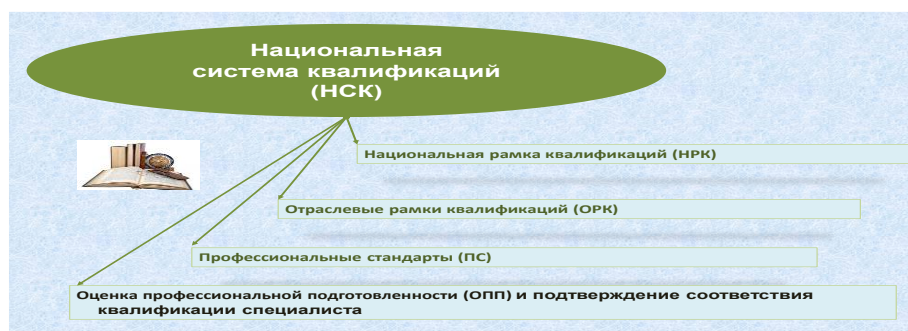 Национальная
система квалификаций
(НСК)
Национальная рамка квалификаций (НРК)
Отраслевые рамки квалификаций (ОРК)
Профессиональные стандарты (ПС)
Оценка профессиональной подготовленности (ОПП) и подтверждение соответствия
квалификации специалиста